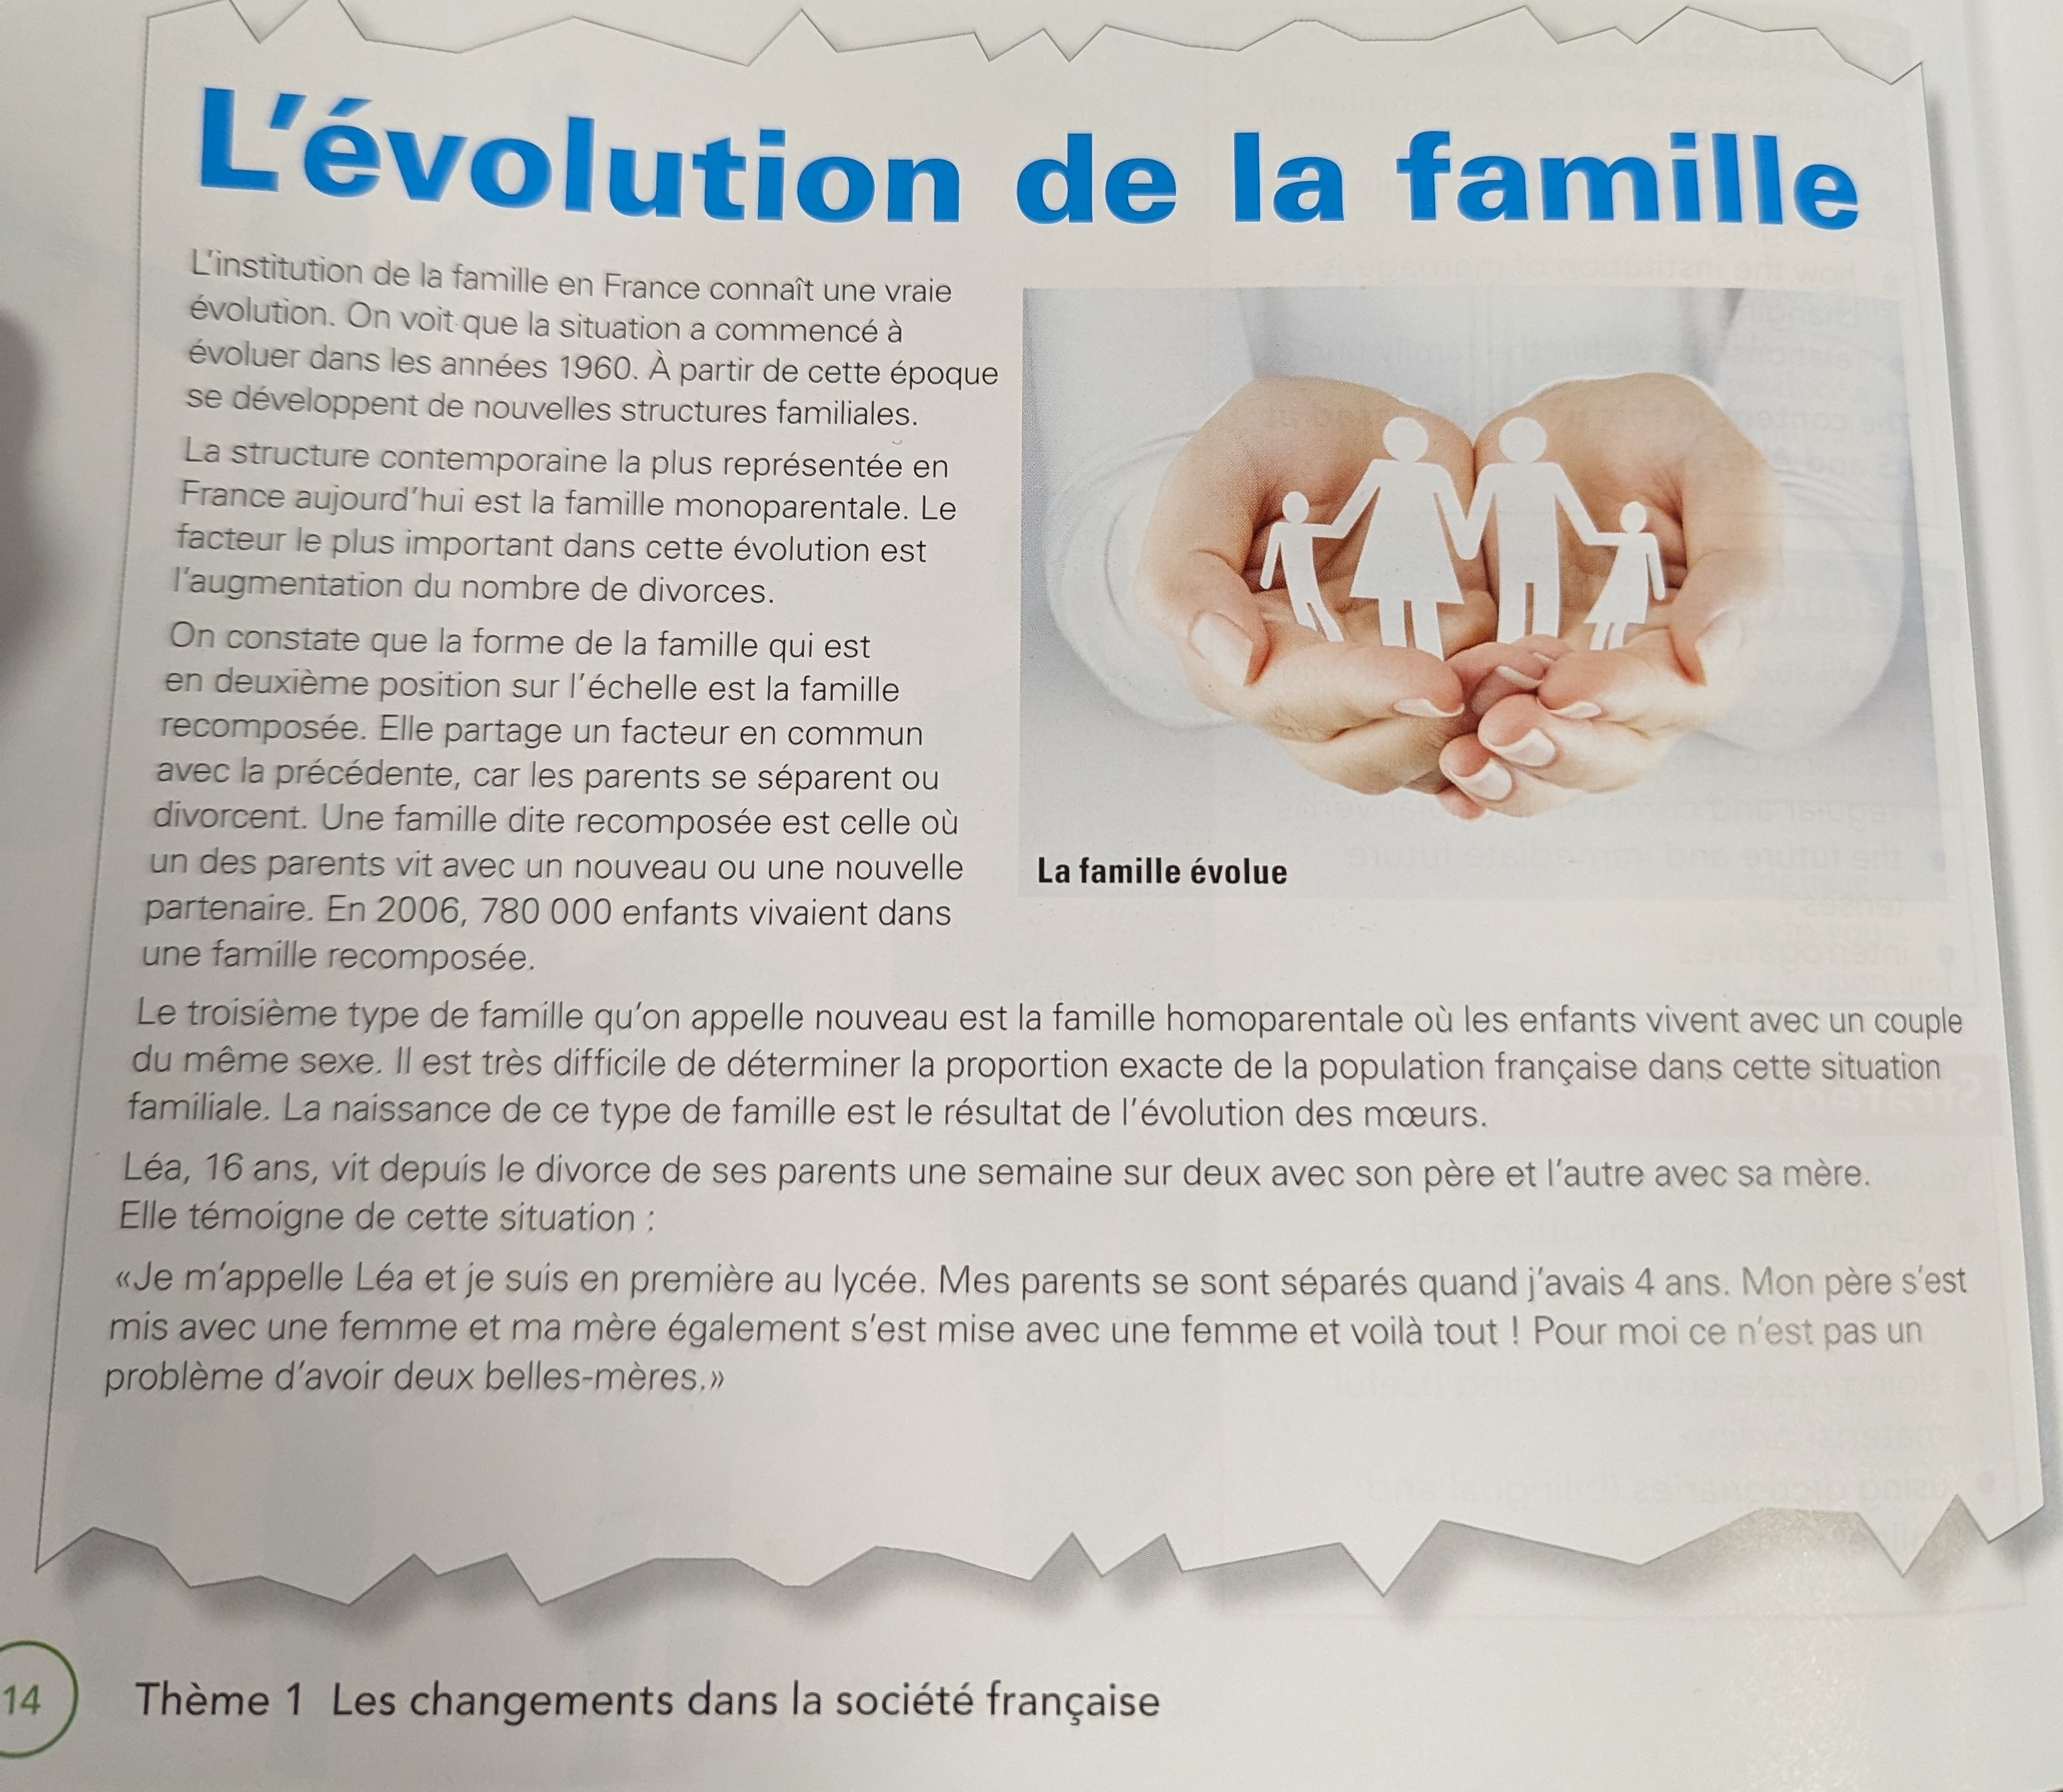 L'évolution de la famille
L'institution de la famille en France connaît une vraie
évolution. On voit que la situation a commencé à
évoluer dans les années 1960. À partir de cette époque
se développent de nouvelles structures familiales.
La structure contemporaine la plus représentée en
France aujourd'hui est la famille monoparentale. Le
facteur le plus important dans cette évolution est
l'augmentation du nombre de divorces.
On constate que la forme de la famille qui est
en deuxième position sur l'échelle est la famille
recomposée. Elle partage un facteur en commun
avec la précédente, car les parents se séparent ou
divorcent. Une famille dite recomposée est celle où
un des parents vit avec un nouveau ou une nouvelle
partenaire. En 2006, 780 000 enfants vivaient dans
une famille recomposée.
La famille évolue
Le troisième type de famille qu'on appelle nouveau est la famille homoparentale où les enfants vivent avec un couple
du même sexe. Il est très difficile de déterminer la proportion exacte de la population française dans cette situation
familiale. La naissance de ce type de famille est le résultat de l'évolution des mœurs.
Léa, 16 ans, vit depuis le divorce de ses parents une semaine sur deux avec son père et l'autre avec sa mère.
Elle témoigne de cette situation :
«Je m'appelle Léa et je suis en première au lycée. Mes parents se sont séparés quand j'avais 4 ans. Mon père s'est
mis avec une femme et ma mère également s'est mise avec une femme et voilà tout ! Pour moi ce n'est pas un
problème d'avoir deux belles-mères.»
14 Thème 1 Les changements dans la société française